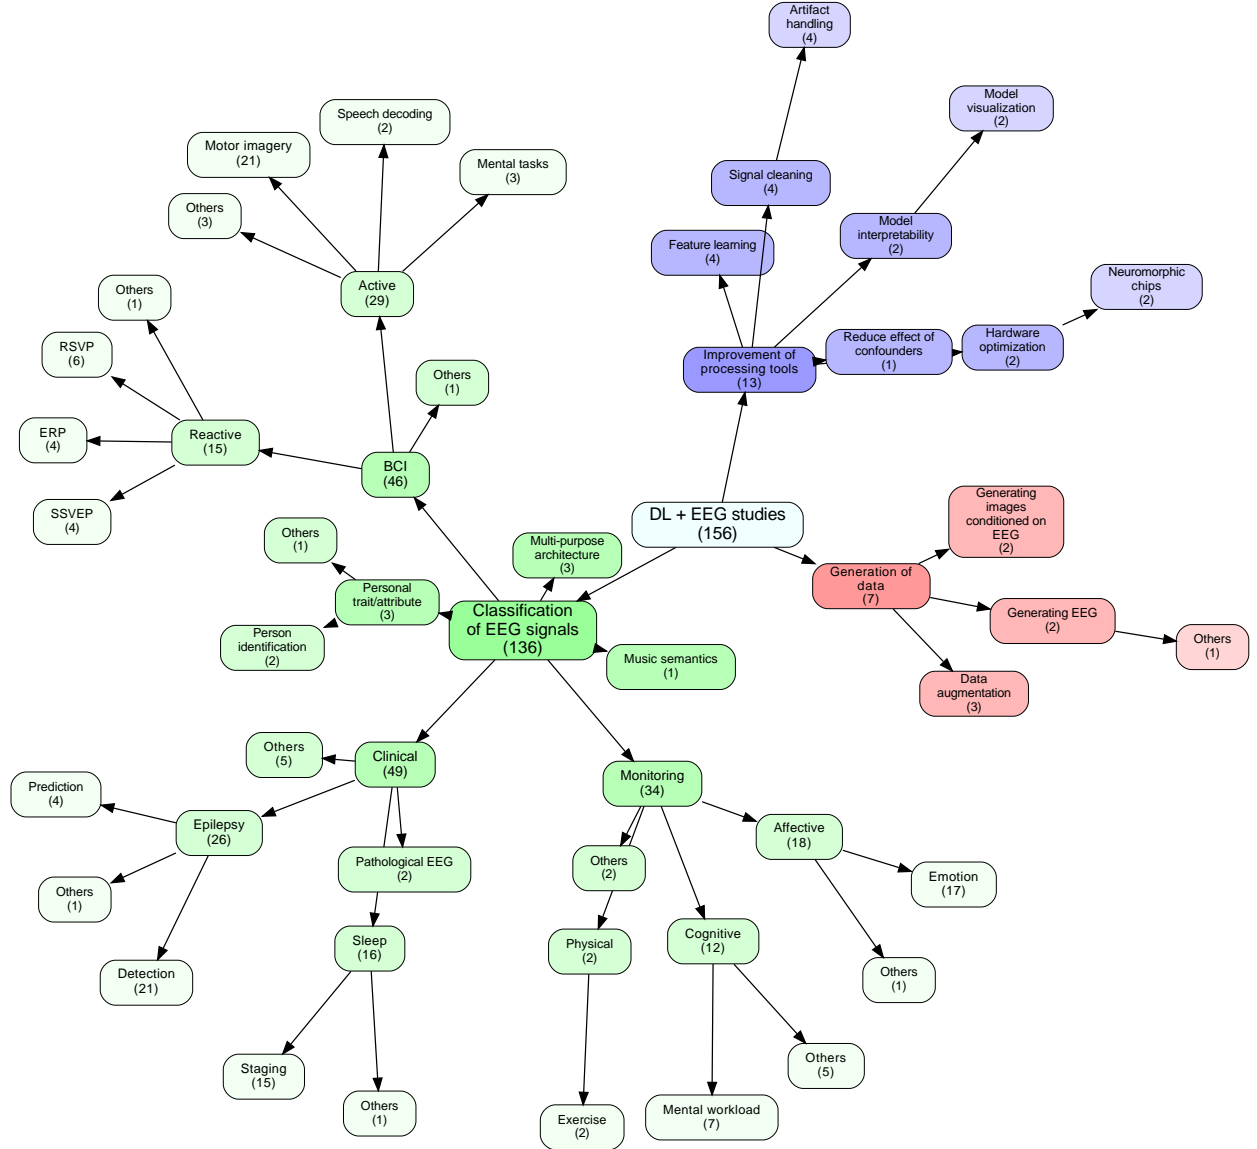 Artifact
handling
(4)
Model
visualization
(2)
Speech decoding
(2)
Motor imagery
(21)
Mental tasks
(3)
Signal cleaning
(4)
Others
(3)
Model
interpretability
(2)
Feature learning
(4)
Active
(29)
Neuromorphic
chips
(2)
Others
(1)
RSVP
(6)
Reduce effect of
confounders
(1)
Hardware
optimization
(2)
Improvement of
processing tools
(13)
Others
(1)
ERP
(4)
Reactive
(15)
BCI
(46)
SSVEP
(4)
DL + EEG studies
(156)
Generating
images
conditioned on
EEG
(2)
Others
(1)
Multi-purpose
architecture
(3)
Generation of
data
(7)
Personal
trait/attribute
(3)
Classification
of EEG signals
(136)
Generating EEG
(2)
Person
identification
(2)
Others
(1)
Music semantics
(1)
Data
augmentation
(3)
Others
(5)
Clinical
(49)
Monitoring
(34)
Prediction
(4)
Epilepsy
(26)
Affective
(18)
Pathological EEG
(2)
Others
(2)
Emotion
(17)
Others
(1)
Sleep
(16)
Physical
(2)
Cognitive
(12)
Detection
(21)
Others
(1)
Staging
(15)
Others
(5)
Others
(1)
Exercise
(2)
Mental workload
(7)